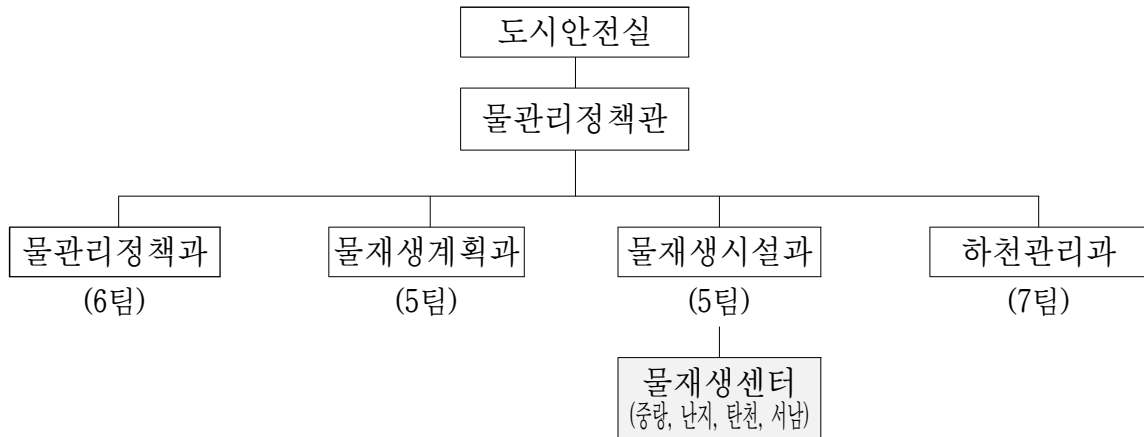 도시안전실
물관리정책관
물관리정책과 물재생계획과 물재생시설과 하천관리과
(6팀) (5팀) (5팀) (7팀)
물재생센터
(중랑, 난지, 탄천, 서남)